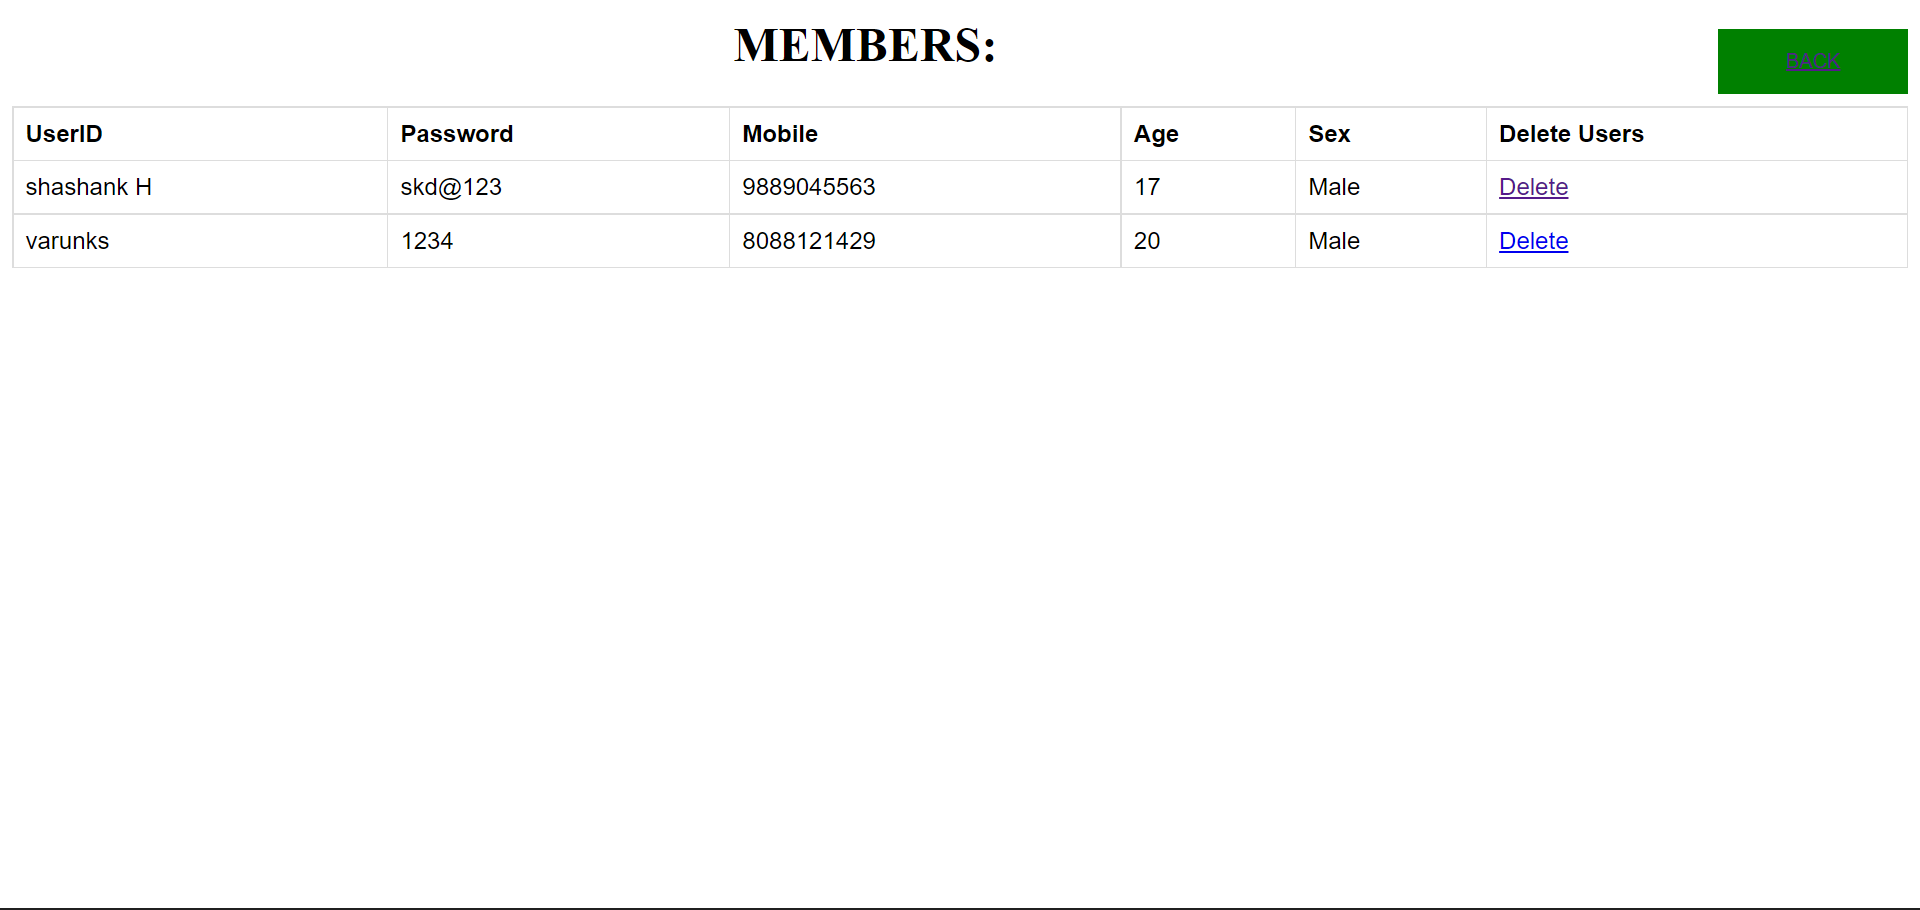 MEMBERS:
BACK
UserID Password Mobile Age Sex Delete Users
shashank H skd@123 9889045563 17 Male Delete
varunks 1234 8088121429 20 Male Delete